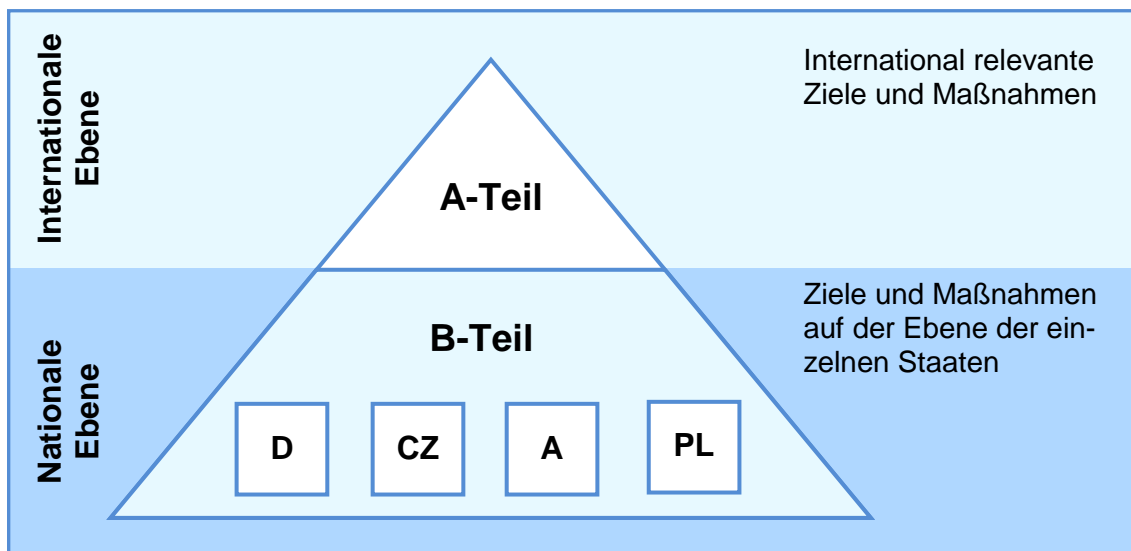 Internationale
Ebene
International relevante
Ziele und Maßnahmen
A-Teil
Nationale
Ebene
Ziele und Maßnahmen
auf der Ebene der ein-
zelnen Staaten
B-Teil
D
CZ
A
PL